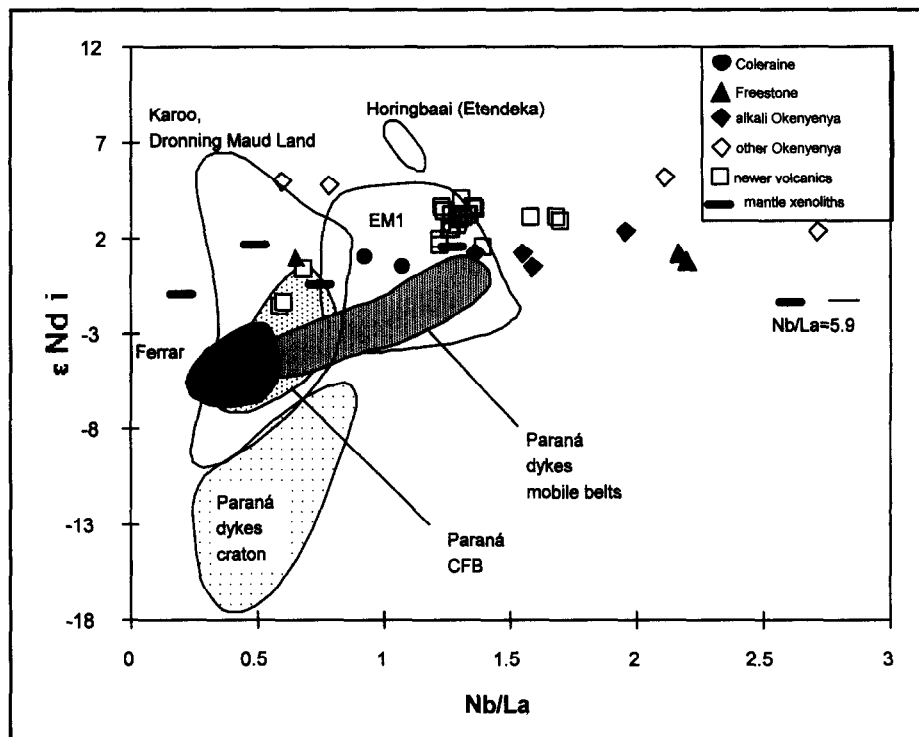 12
7
2
-3
-8
-13
-18
ε Nd i
0
0.5
1
1.5
2
2.5
3
Nb/La
Karoo,
Dronning Maud Land
Horingbaai (Etendeka)
EM1
Ferrar
Paraná
dykes
craton
Paraná
CFB
Paraná
dykes
mobile belts
Nb/La=5.9
Coleraine
Freestone
alkali Okenyenya
other Okenyenya
newer volcanics
mantle xenoliths